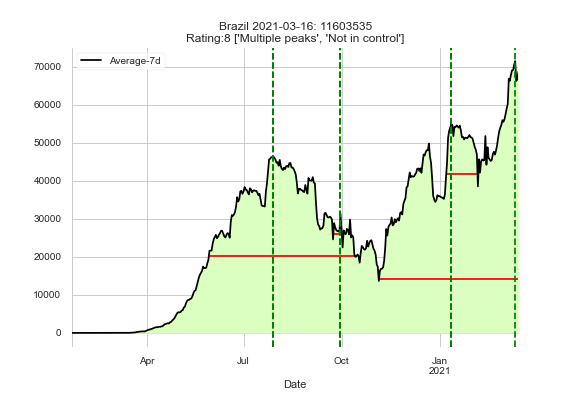 Brazil 2021-03-16: 11603535
Rating:8 ['Multiple peaks', 'Not in control']
Average-7d
70000
60000
50000
40000
30000
20000
10000
0
Apr
Jul
Oct
Jan
2021
Date